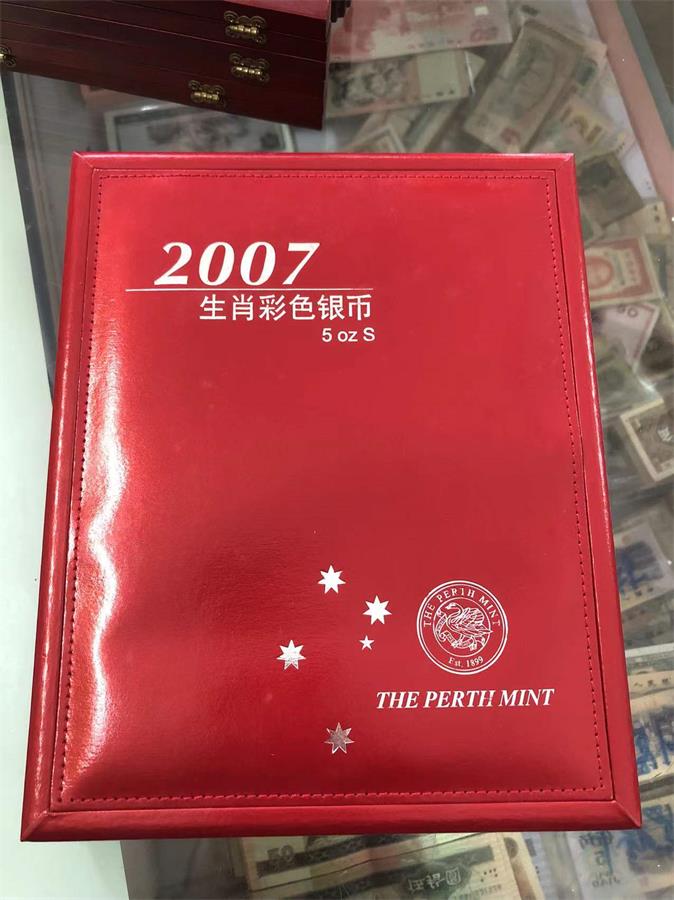 2007
生肖彩色银币
5 oz S
THE PERTH MINT
Est. 1899
THE PERTH MINT